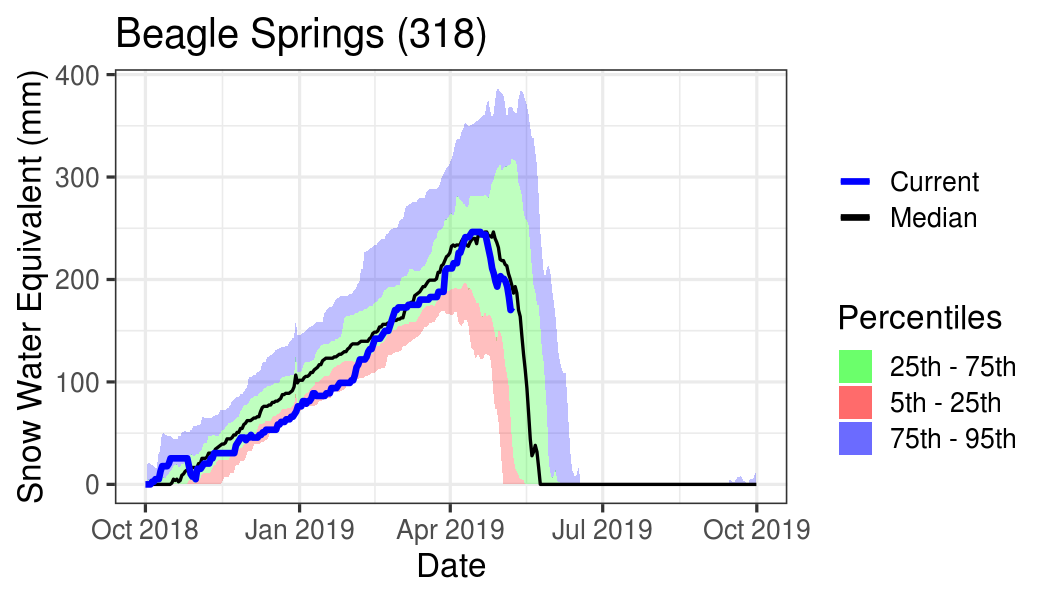 Beagle Springs (318)
Snow Water Equivalent (mm)
400
300
200
100
0
Oct 2018
Jan 2019
Apr 2019
Jul 2019
Oct 2019
Date
Current
Median
Percentiles
25th - 75th
5th - 25th
75th - 95th